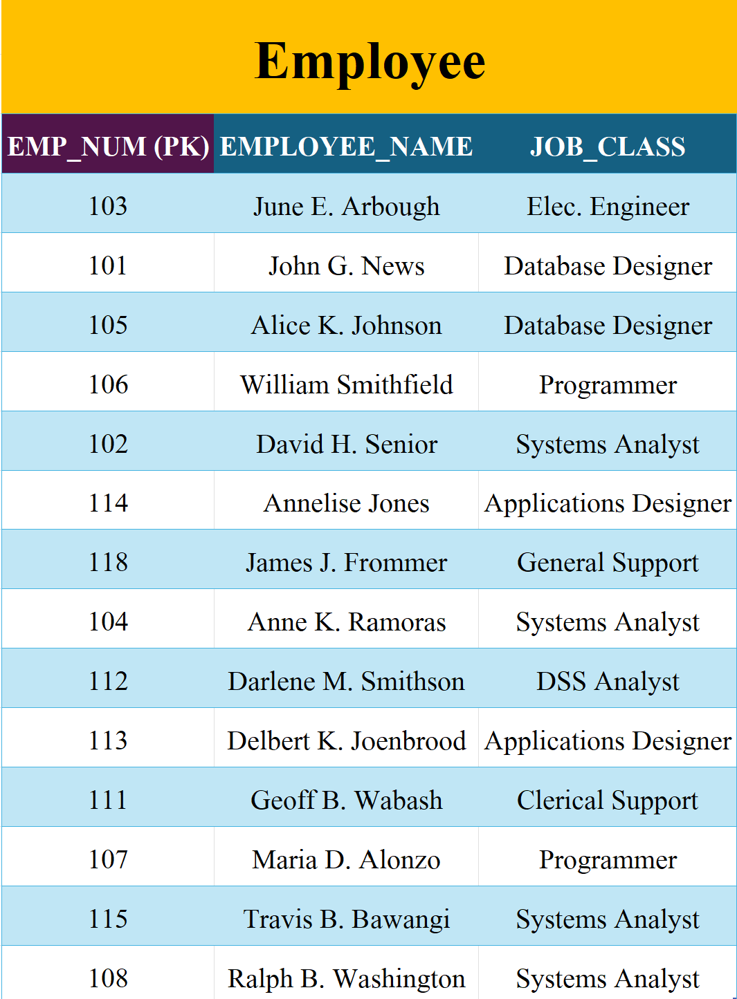 Employee
EMP_NUM (PK) EMPLOYEE_NAME JOB_CLASS
103 June E. Arbough Elec. Engineer
101 John G. News Database Designer
105 Alice K. Johnson Database Designer
106 William Smithfield Programmer
102 David H. Senior Systems Analyst
114 Annelise Jones Applications Designer
118 James J. Frommer General Support
104 Anne K. Ramoras Systems Analyst
112 Darlene M. Smithson DSS Analyst
113 Delbert K. Joenbrood Applications Designer
111 Geoff B. Wabash Clerical Support
107 Maria D. Alonzo Programmer
115 Travis B. Bawangi Systems Analyst
108 Ralph B. Washington Systems Analyst